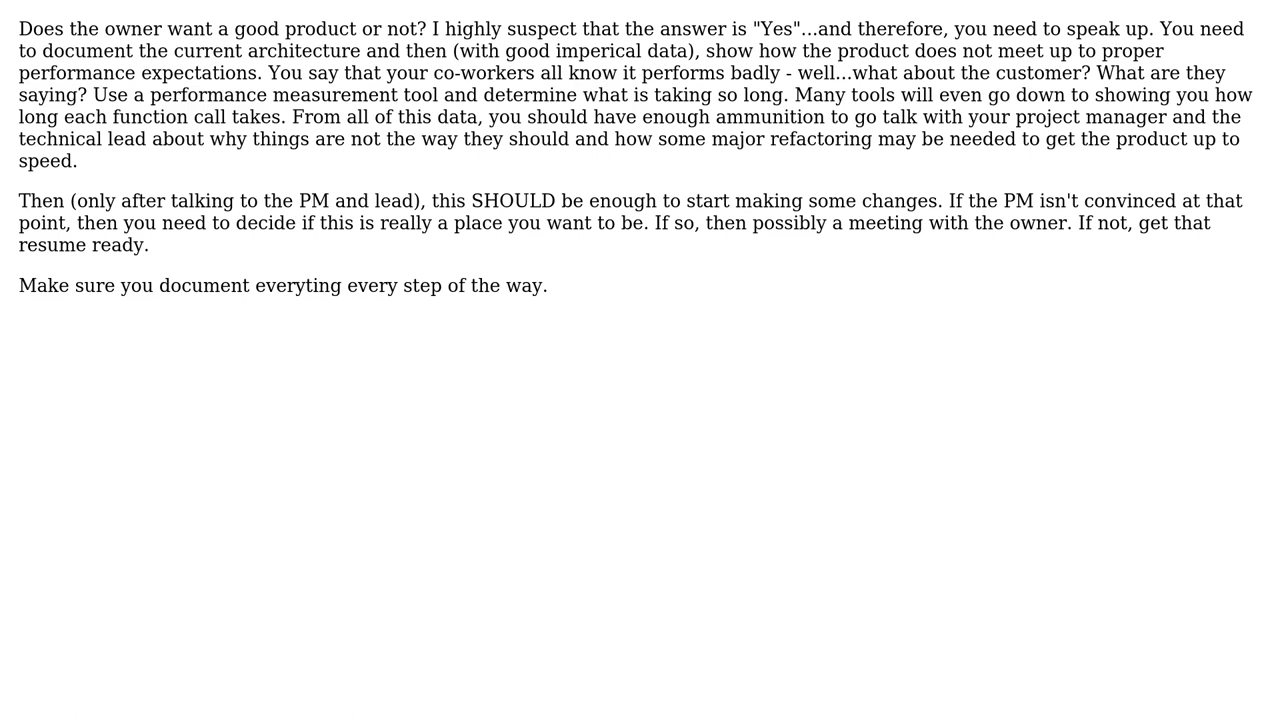 Does the owner want a good product or not? I highly suspect that the answer is "Yes"...and therefore, you need to speak up. You need
to document the current architecture and then (with good imperical data), show how the product does not meet up to proper
performance expectations. You say that your co-workers all know it performs badly - well...what about the customer? What are they
saying? Use a performance measurement tool and determine what is taking so long. Many tools will even go down to showing you how
long each function call takes. From all of this data, you should have enough ammunition to go talk with your project manager and the
technical lead about why things are not the way they should and how some major refactoring may be needed to get the product up to
speed.
Then (only after talking to the PM and lead), this SHOULD be enough to start making some changes. If the PM isn't convinced at that
point, then you need to decide if this is really a place you want to be. If so, then possibly a meeting with the owner. If not, get that
resume ready.
Make sure you document everyting every step of the way.